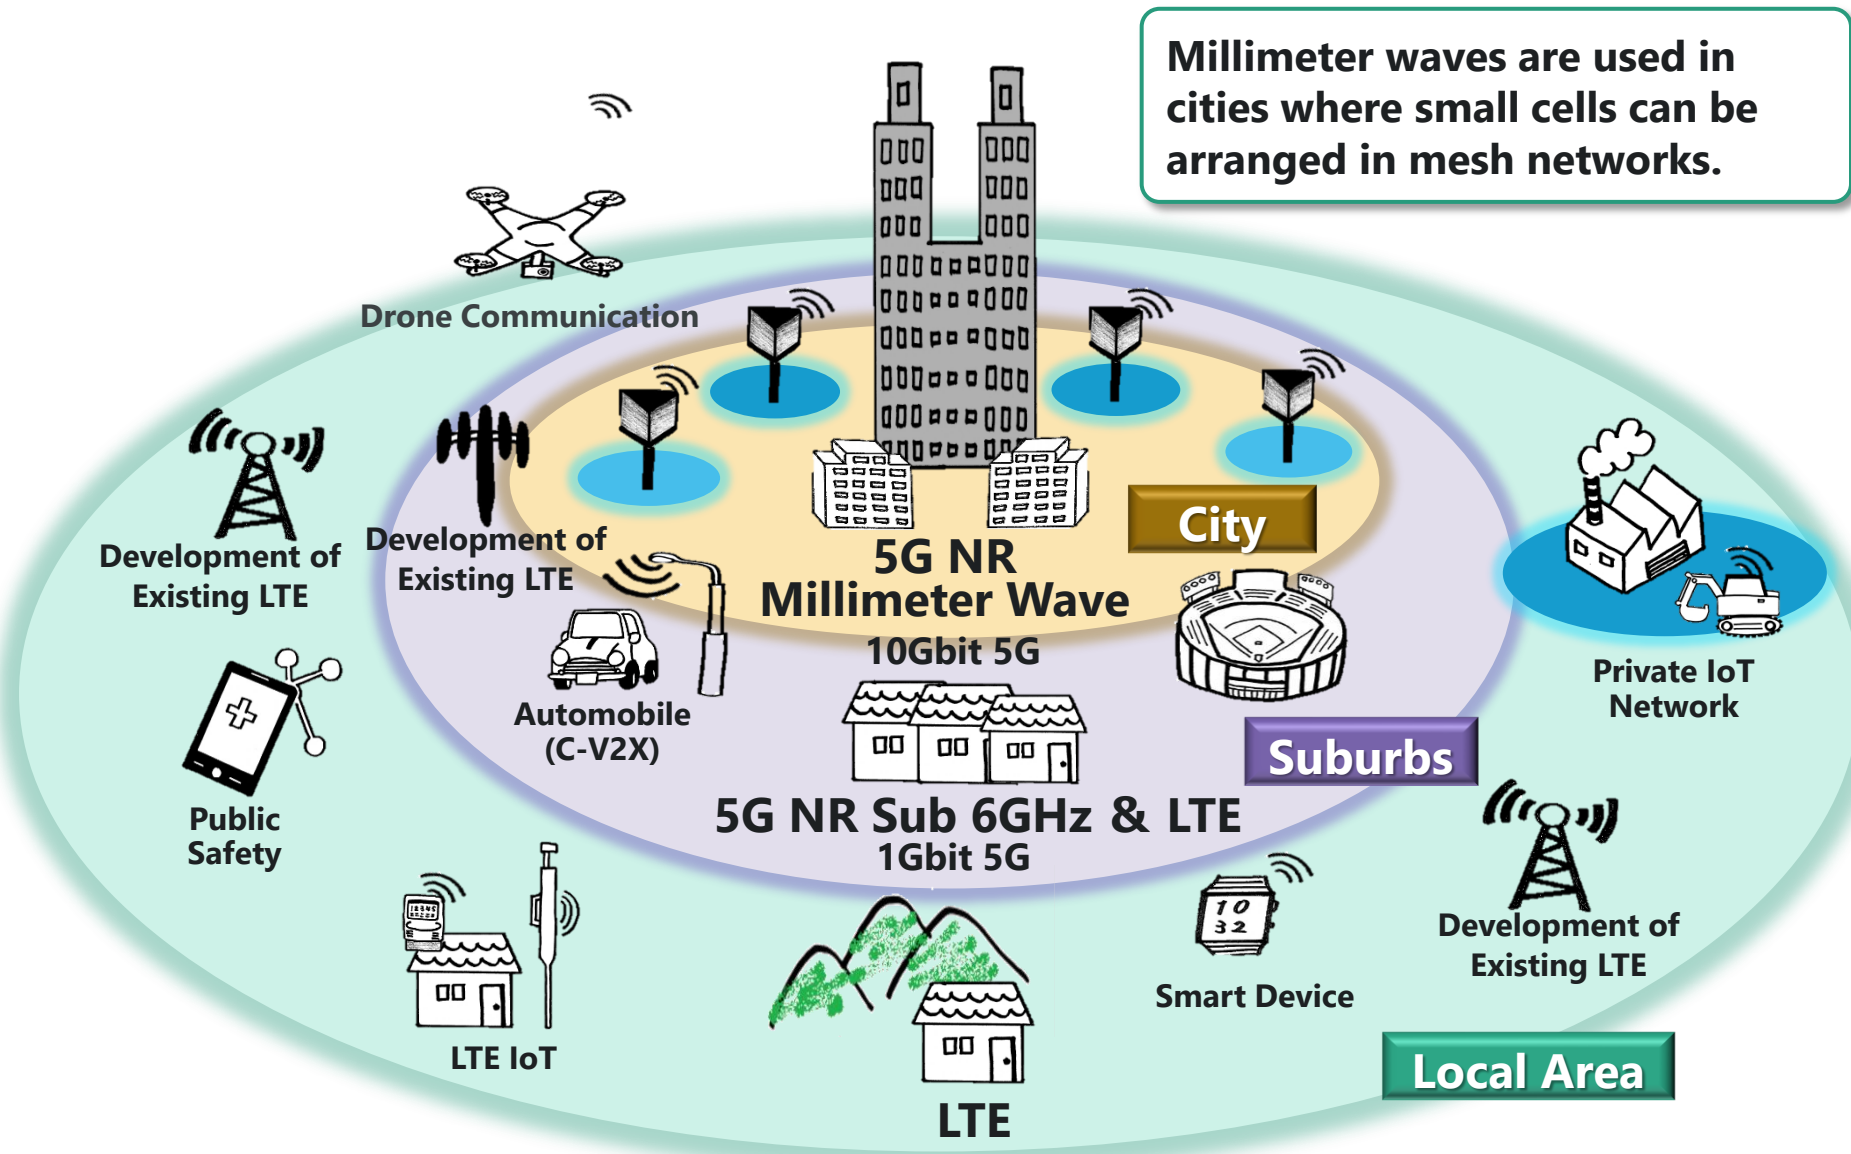 Millimeter waves are used in
cities where small cells can be
arranged in mesh networks.
Drone Communication
Development of
Existing LTE
Development of
Existing LTE
City
5G NR
Millimeter Wave
10Gbit 5G
Automobile
(C-V2X)
Private IoT
Network
Suburbs
Public
Safety
5G NR Sub 6GHz & LTE
1Gbit 5G
10
32
Smart Device
Development of
Existing LTE
LTE IoT
Local Area
LTE